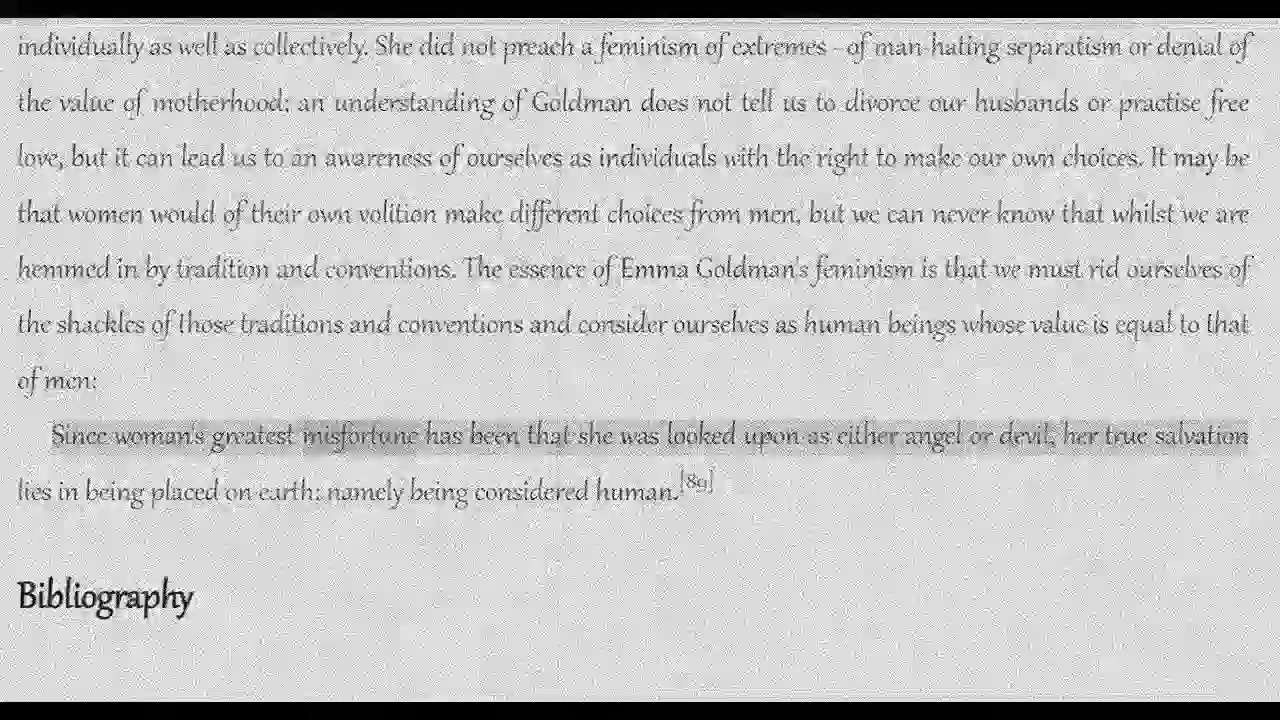 individually as well as collectively. She did not preach a feminism of extremes – of man-hating separatism or denial of
the value of motherhood; an understanding of Goldman does not tell us to divorce our husbands or practise free
love, but it can lead us to an awareness of ourselves as individuals with the right to make our own choices. It may be
that women would of their own volition make different choices from men, but we can never know that whilst we are
hemmed in by tradition and conventions. The essence of Emma Goldman's feminism is that we must rid ourselves of
the shackles of those traditions and conventions and consider ourselves as human beings whose value is equal to that
of men:
Since woman's greatest misfortune has been that she was looked upon as either angel or devil, her true salvation
lies in being placed on earth; namely being considered human.[89]
Bibliography